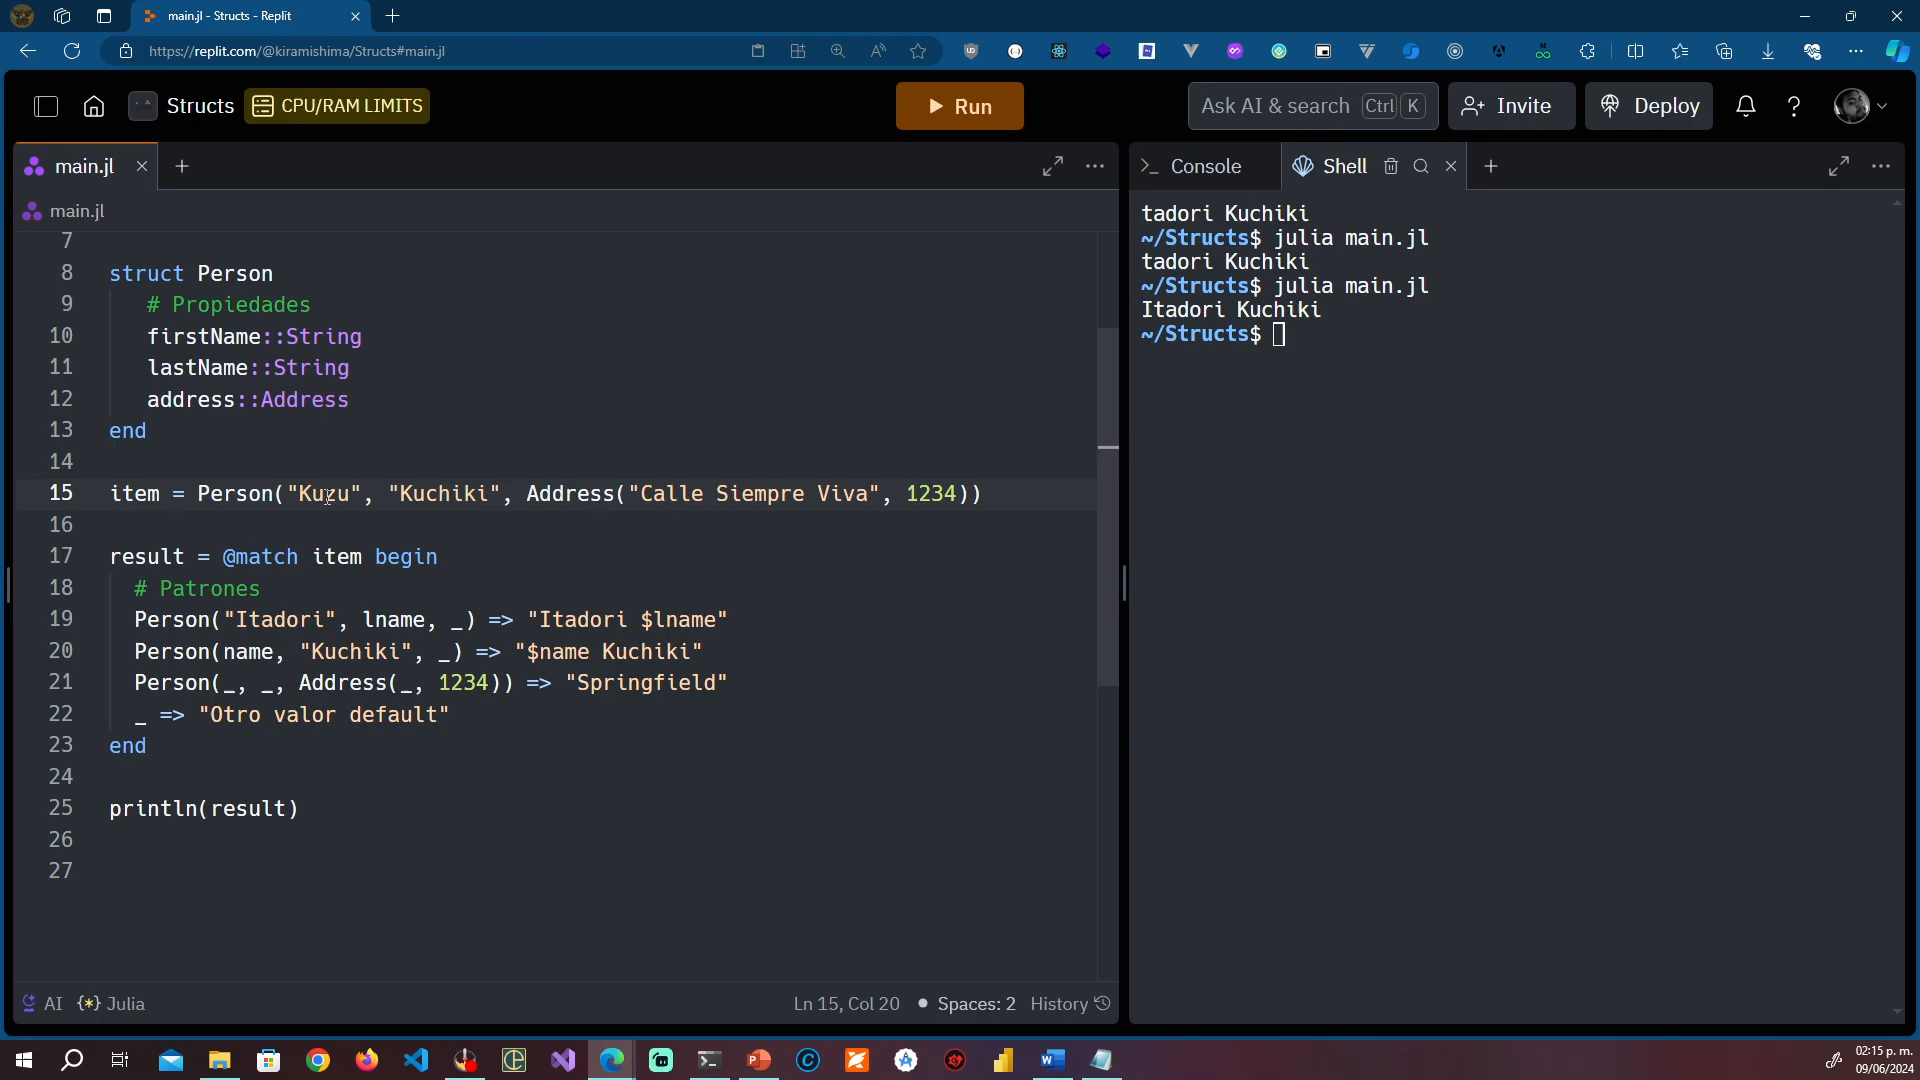 main.jl - Structs - Replit
https://replit.com/@kiramishima/Structs#main.jl
Structs
CPU/RAM LIMITS
Run
Ask AI & search Ctrl K
Invite
Deploy
main.jl
main.jl
7
8 struct Person
9 # Propiedades
10 firstName::String
11 lastName::String
12 address::Address
13 end
14
15 item = Person("Kuzu", "Kuchiki", Address("Calle Siempre Viva", 1234))
16
17 result = @match item begin
18 # Patrones
19 Person("Itadori", lname, _) => "Itadori $lname"
20 Person(name, "Kuchiki", _) => "$name Kuchiki"
21 Person(_, _, Address(_, 1234)) => "Springfield"
22 _ => "Otro valor default"
23 end
24
25 println(result)
26
27
AI {*} Julia
Ln 15, Col 20 Spaces: 2 History
Console
Shell
tadori Kuchiki
~/Structs$ julia main.jl
tadori Kuchiki
~/Structs$ julia main.jl
Itadori Kuchiki
~/Structs$
02:15 p. m.
09/06/2024